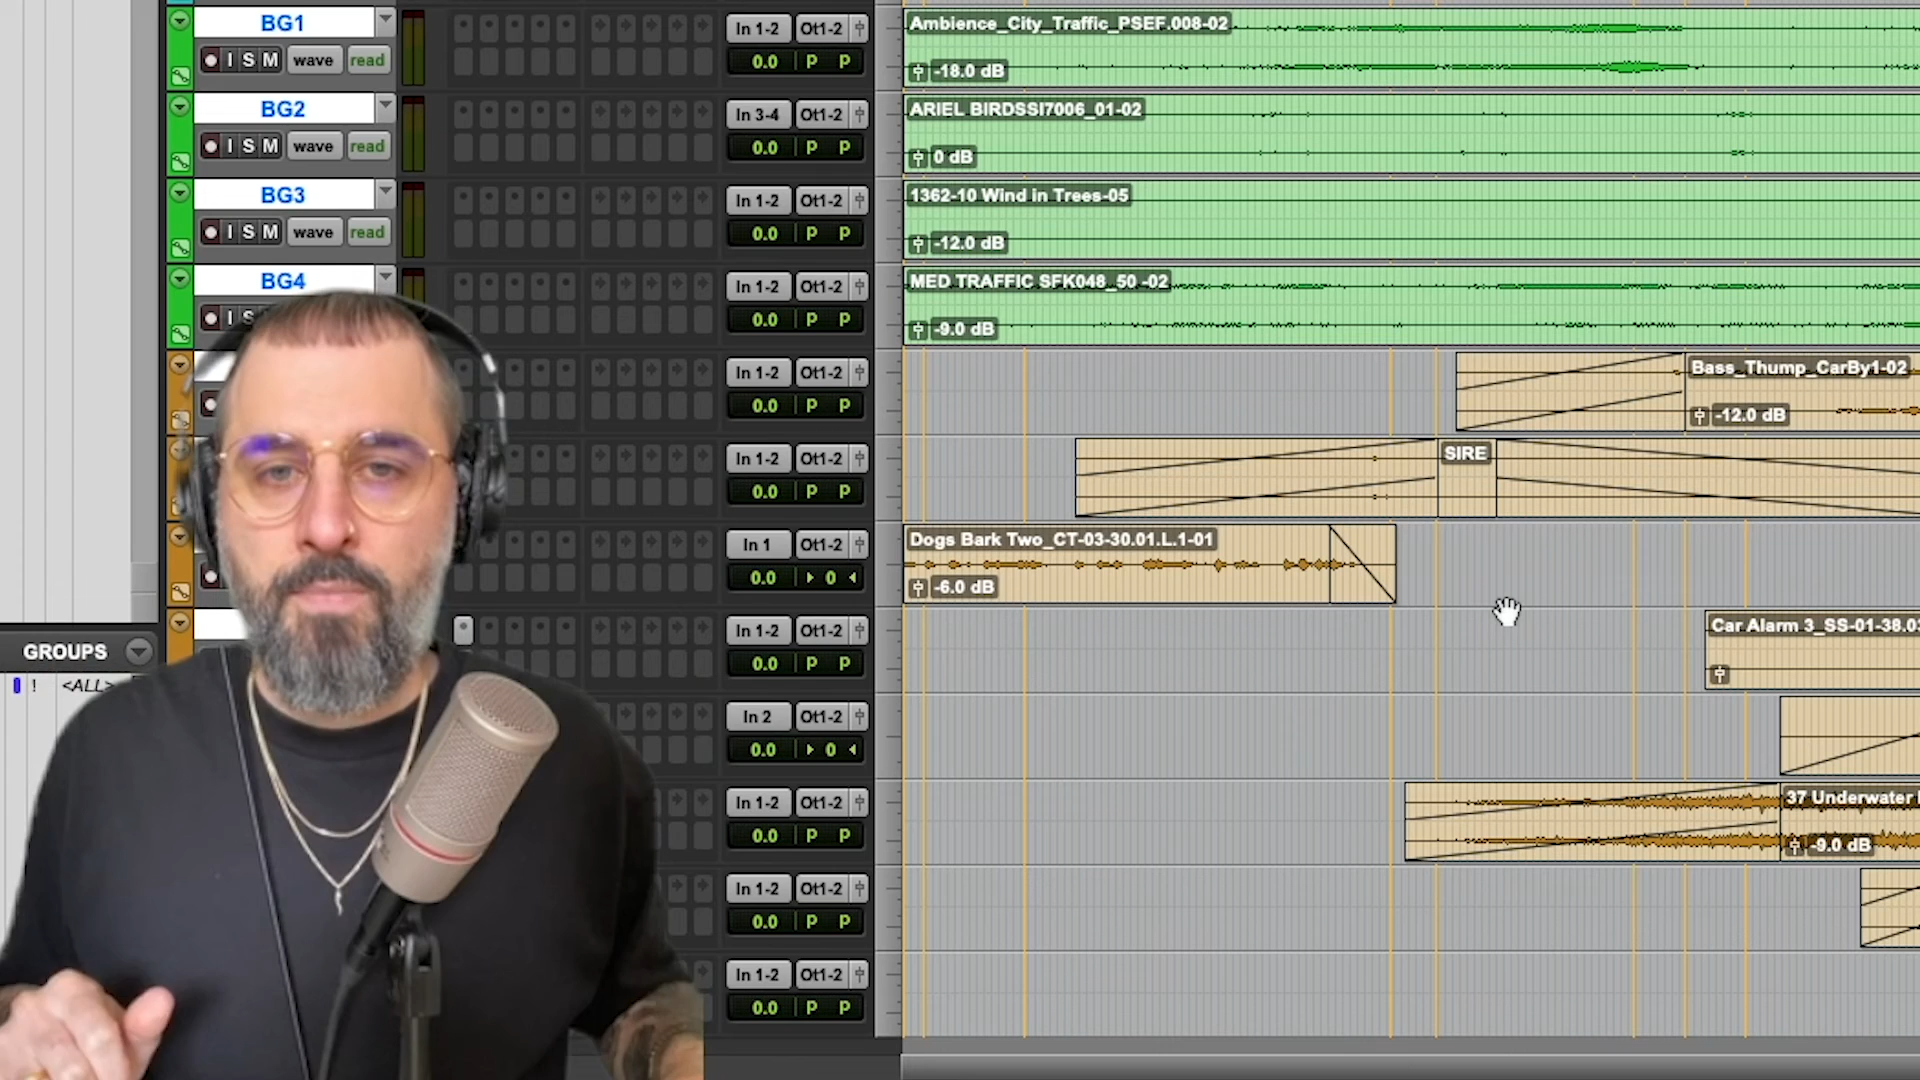 BG1
I S M wave read
In 1-2 Ot1-2
0.0 P P
Ambience_City_Traffic_PSEF.008-02
-18.0 dB
BG2
I S M wave read
In 3-4 Ot1-2
0.0 P P
ARIEL BIRDSSI7006_01-02
0 dB
BG3
I S M wave read
In 1-2 Ot1-2
0.0 P P
1362-10 Wind in Trees-05
-12.0 dB
BG4
I S
In 1-2 Ot1-2
0.0 P P
MED TRAFFIC SFK048_50 -02
-9.0 dB
In 1-2 Ot1-2
0.0 P P
Bass_Thump_CarBy1-02
-12.0 dB
In 1-2 Ot1-2
0.0 P P
SIRE
In 1 Ot1-2
0.0 0
Dogs Bark Two_CT-03-30.01.L.1-01
-6.0 dB
In 1-2 Ot1-2
0.0 P P
Car Alarm 3_SS-01-38.03
GROUPS
! <ALL>
In 2 Ot1-2
0.0 0
In 1-2 Ot1-2
0.0 P P
37 Underwater
-9.0 dB
In 1-2 Ot1-2
0.0 P P
In 1-2 Ot1-2
0.0 P P